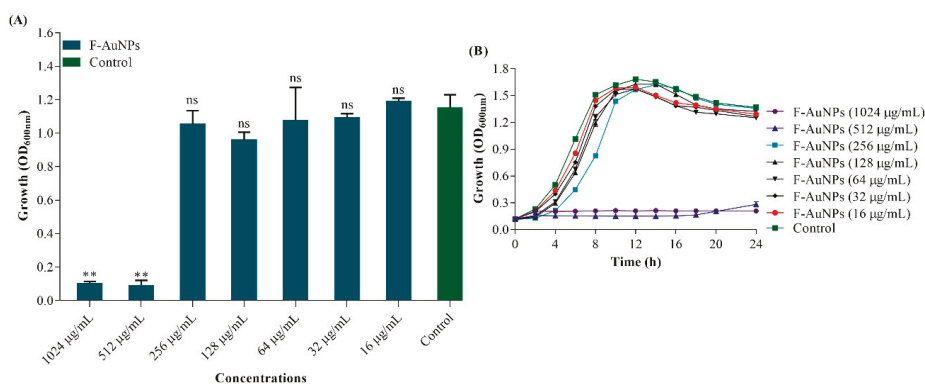 (A)
1.6
1.4
1.2
1.0
0.8
0.6
0.4
0.2
0.0
Growth (OD600nm)
F-AuNPs
Control
**
**
ns
ns
ns
ns
ns
1024 µg/mL
512 µg/mL
256 µg/mL
128 µg/mL
64 µg/mL
32 µg/mL
16 µg/mL
Control
Concentrations
(B)
1.8
1.5
1.2
0.9
0.6
0.3
0.0
Growth (OD600nm)
0
4
8
12
16
20
24
Time (h)
F-AuNPs (1024 µg/mL)
F-AuNPs (512 µg/mL)
F-AuNPs (256 µg/mL)
F-AuNPs (128 µg/mL)
F-AuNPs (64 µg/mL)
F-AuNPs (32 µg/mL)
F-AuNPs (16 µg/mL)
Control